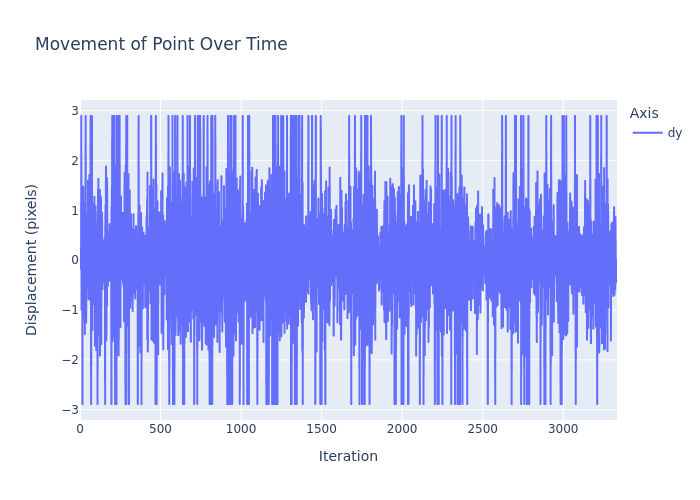 Movement of Point Over Time
Axis
dy
Displacement (pixels)
3
2
1
0
−1
−2
−3
0 500 1000 1500 2000 2500 3000
Iteration